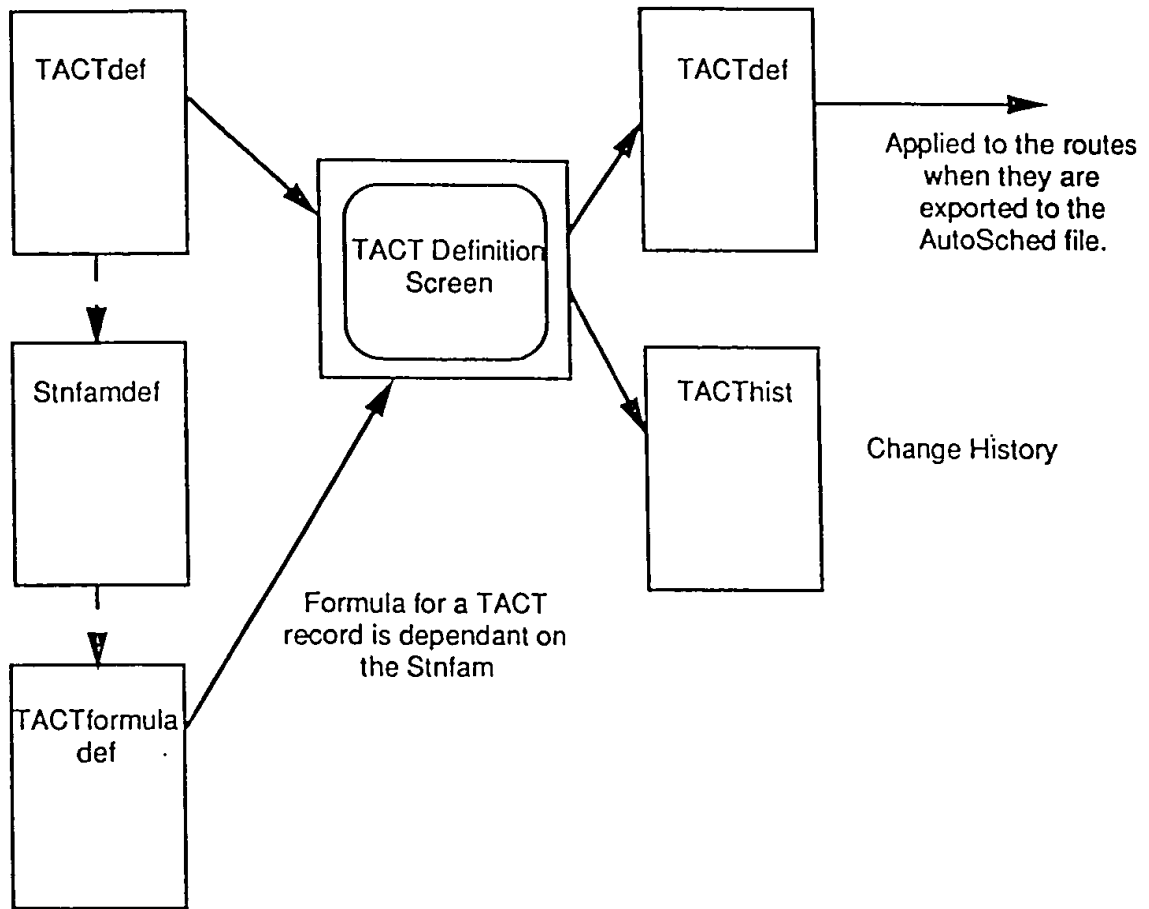 TACTdef
TACTdef
Applied to the routes
when they are
exported to the
AutoSched file.
TACT Definition
Screen
Stnfamdef
TACThist
Change History
Formula for a TACT
record is dependant on
the Stnfam
TACTformula
def